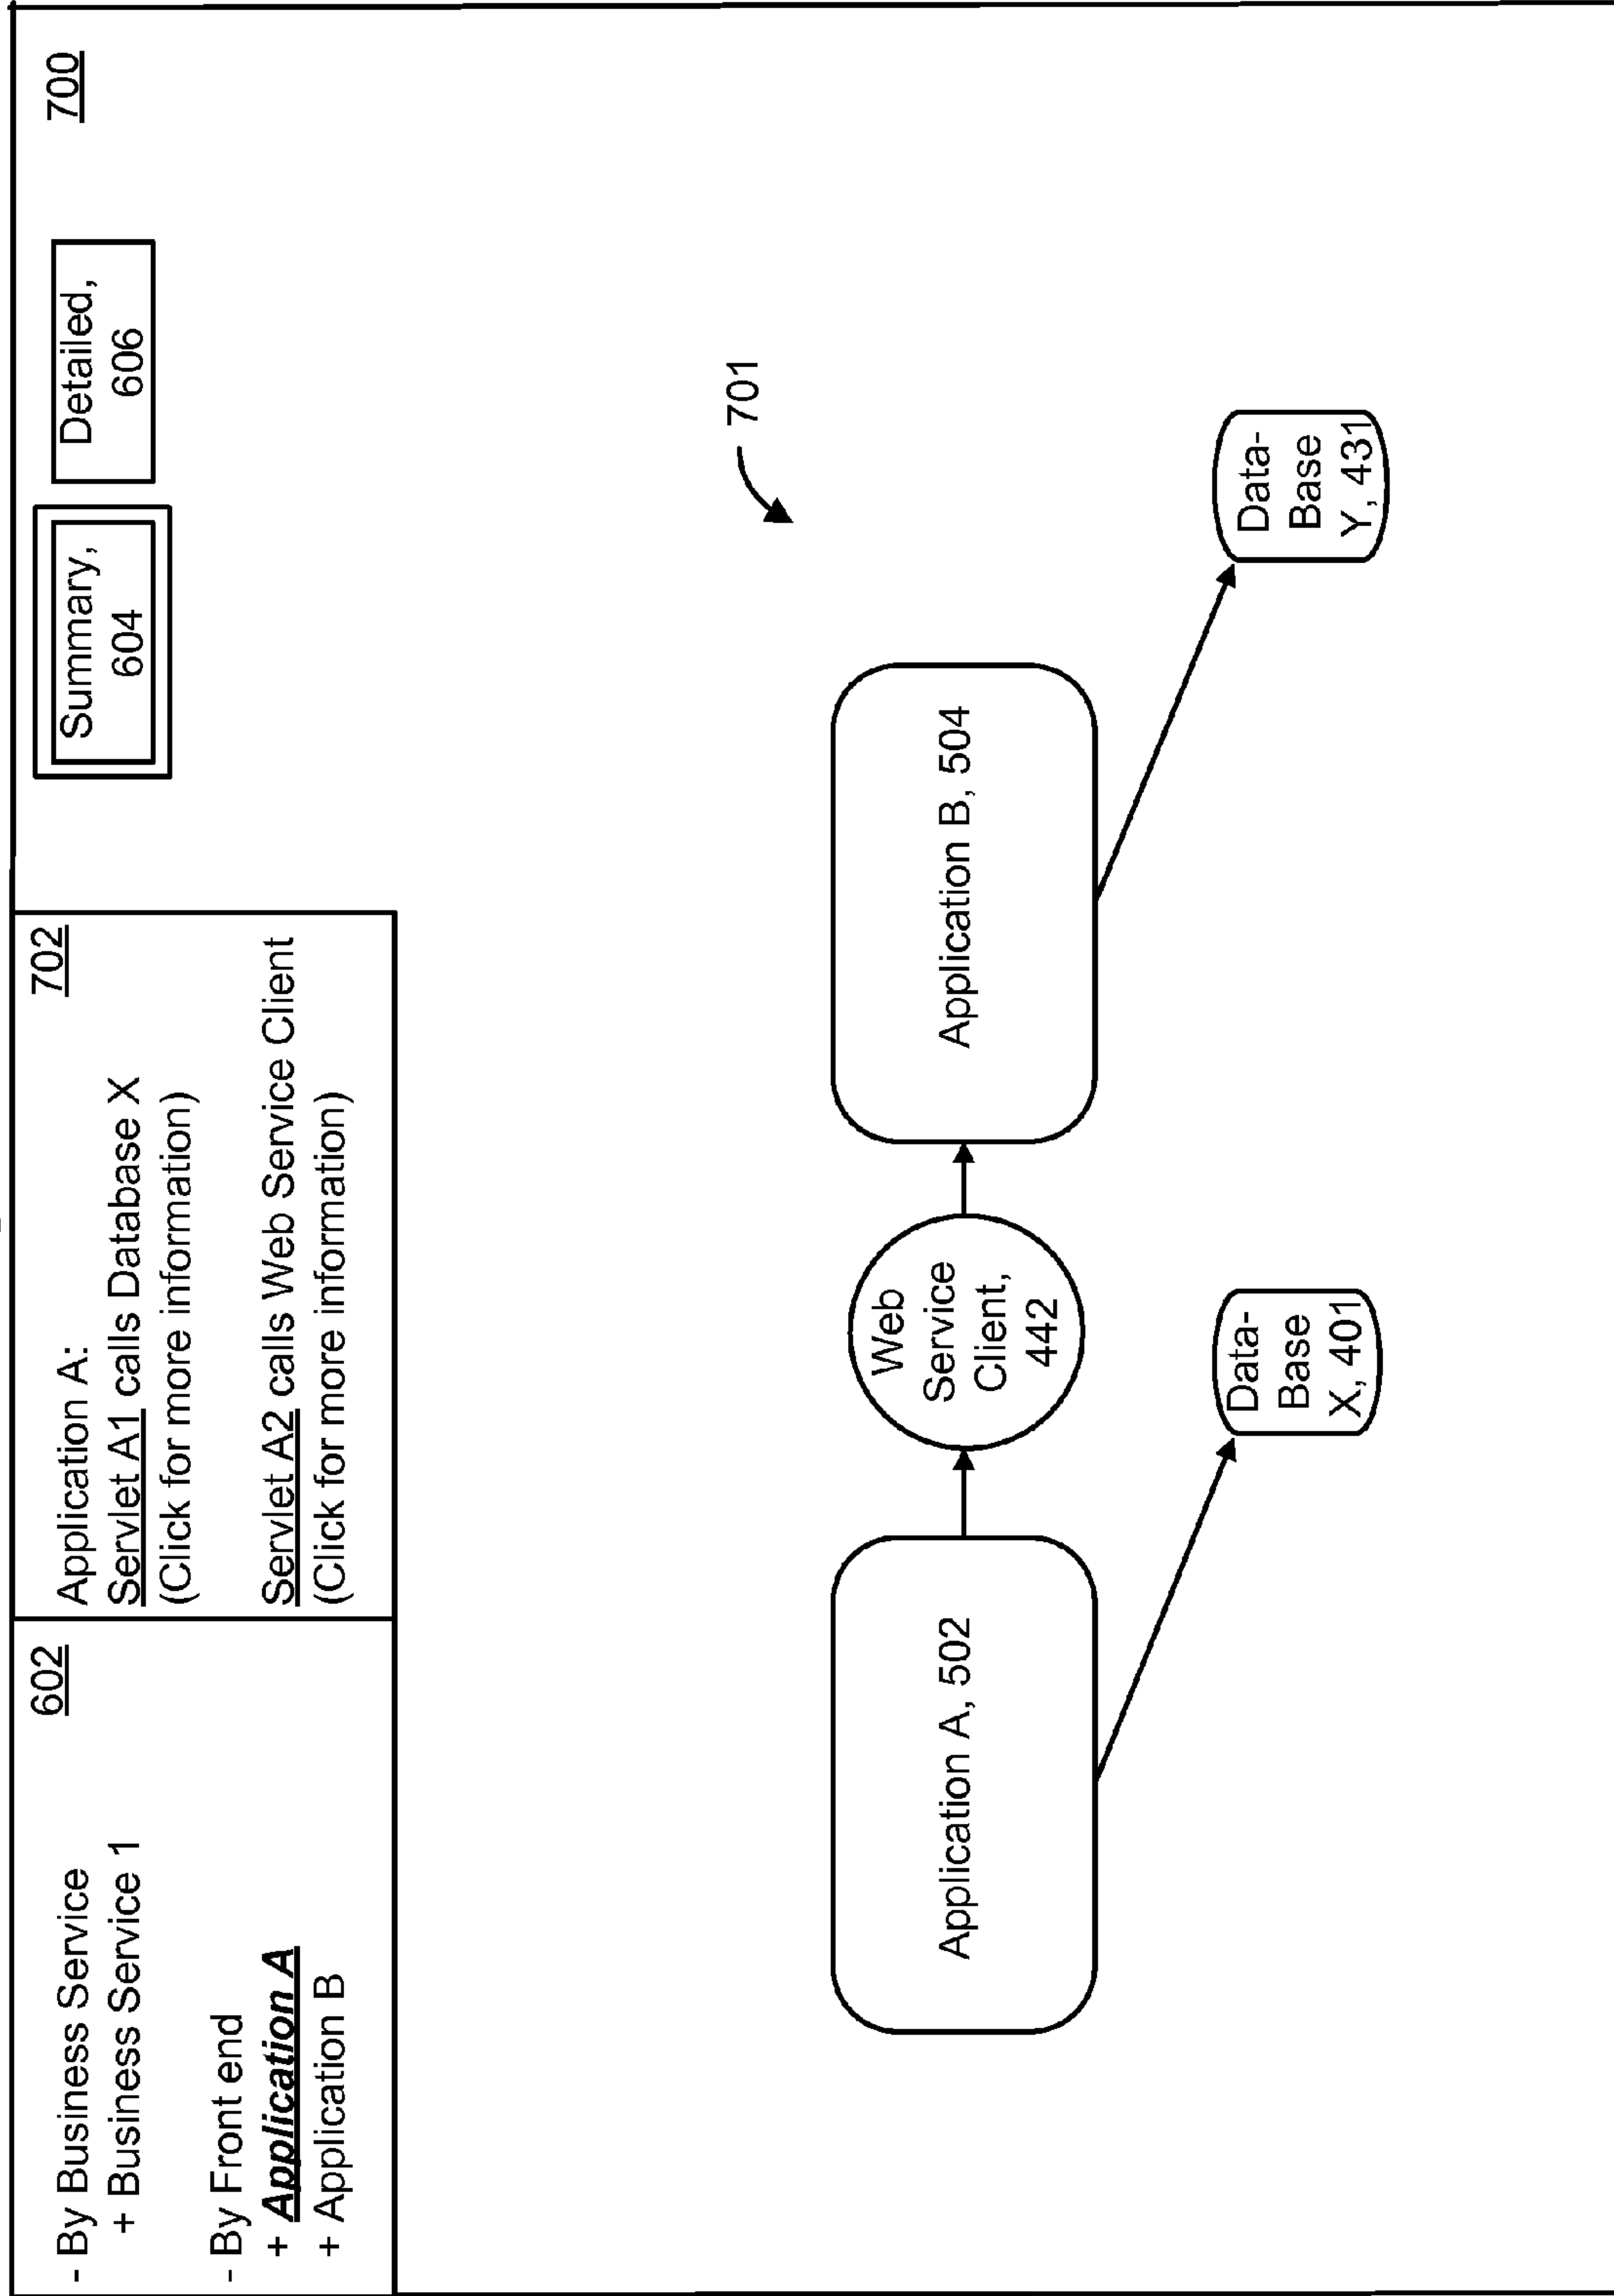 602
- By Business Service
+ Business Service 1
- By Front end
+ Application A
+ Application B
702
Application A:
Servlet A1 calls Database X
(Click for more information)
Servlet A2 calls Web Service Client
(Click for more information)
Summary,
604
Detailed,
606
700
701
Application A, 502
Web
Service
Client,
442
Application B, 504
Data-
Base
X, 401
Data-
Base
Y, 431